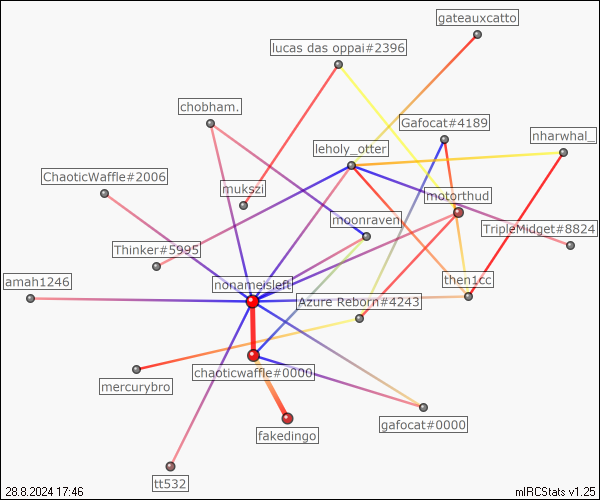 gateauxcatto
lucas das oppai#2396
chobham.
Gafocat#4189
nharwhal_
leholy_otter
ChaoticWaffle#2006
mukszi
motorthud
moonraven
TripleMidget#8824
Thinker#5995
amah1246
nonameisleft
then1cc
Azure Reborn#4243
chaoticwaffle#0000
mercurybro
gafocat#0000
fakedingo
tt532
28.8.2024 17:46
mIRCStats v1.25